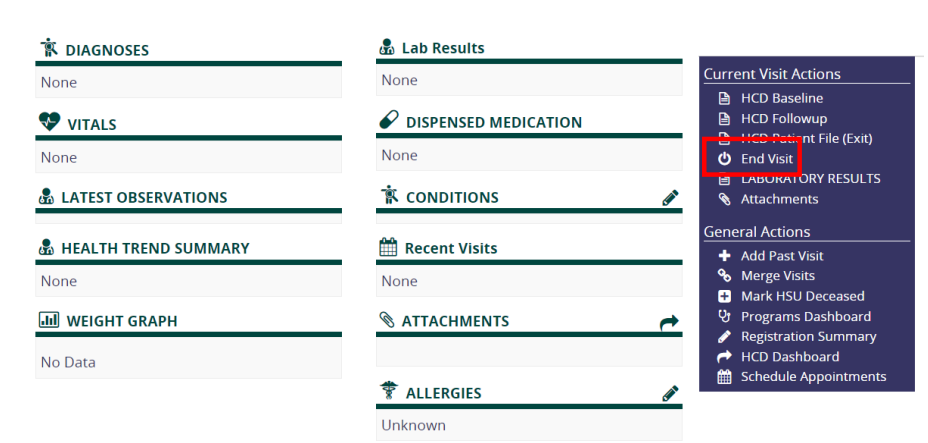 DIAGNOSES
None
VITALS
None
LATEST OBSERVATIONS
HEALTH TREND SUMMARY
None
WEIGHT GRAPH
No Data
Lab Results
None
DISPENSED MEDICATION
None
CONDITIONS
Recent Visits
None
ATTACHMENTS
ALLERGIES
Unknown
Current Visit Actions
HCD Baseline
HCD Followup
HCD Patient File (Exit)
End Visit
LABORATORY RESULTS
Attachments
General Actions
Add Past Visit
Merge Visits
Mark HSU Deceased
Programs Dashboard
Registration Summary
HCD Dashboard
Schedule Appointments